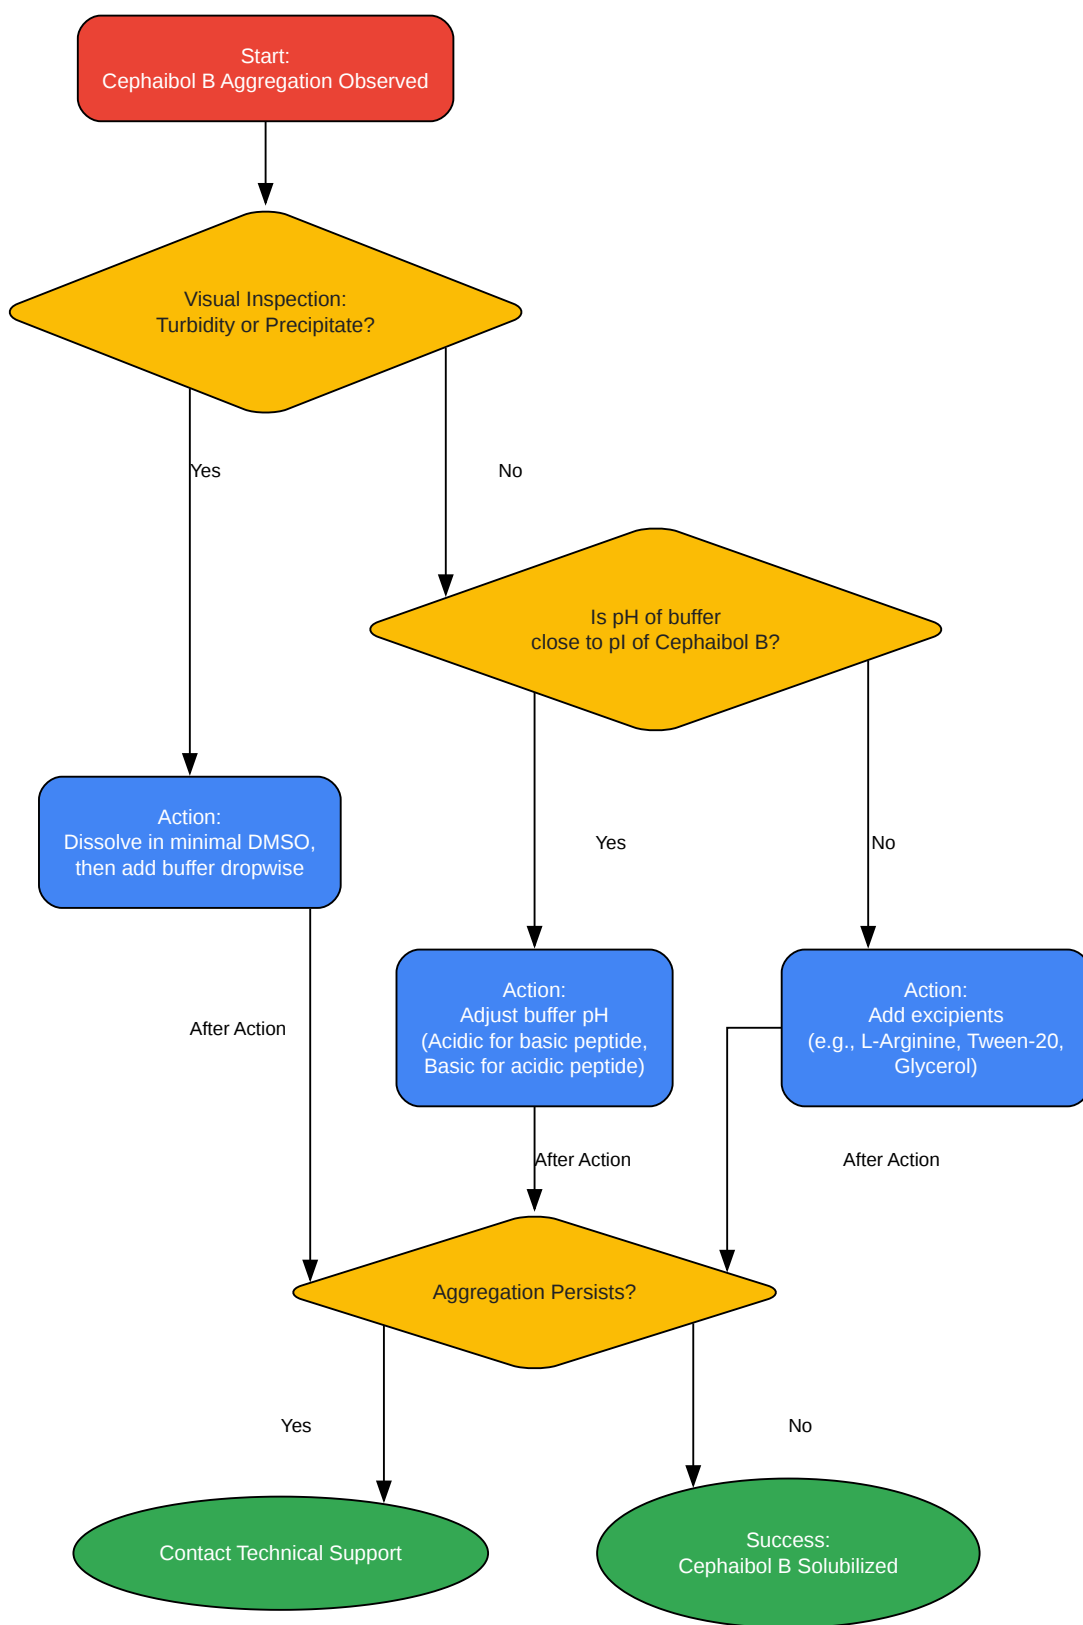 Start:
Cephaibol B Aggregation Observed
Visual Inspection:
Turbidity or Precipitate?
Yes
No
Is pH of buffer
close to pI of Cephaibol B?
Action:
Dissolve in minimal DMSO,
then add buffer dropwise
Yes
No
Action:
Adjust buffer pH
(Acidic for basic peptide,
Basic for acidic peptide)
Action:
Add excipients
(e.g., L-Arginine, Tween-20,
Glycerol)
After Action
After Action
After Action
Aggregation Persists?
Yes
No
Contact Technical Support
Success:
Cephaibol B Solubilized